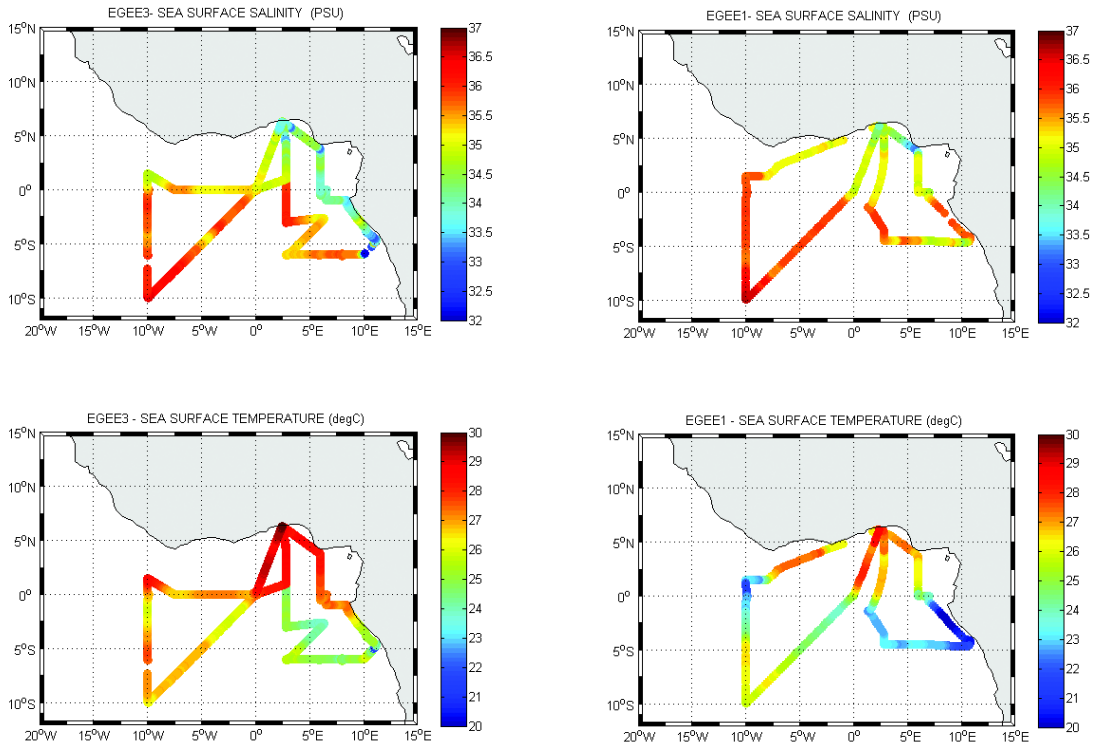 EGEE3- SEA SURFACE SALINITY (PSU)
15°N
10°N
5°N
0°
5°S
10°S
20°W 15°W 10°W 5°W 0° 5°E 10°E 15°E
37
36.5
36
35.5
35
34.5
34
33.5
33
32.5
32
EGEE1- SEA SURFACE SALINITY (PSU)
15°N
10°N
5°N
0°
5°S
10°S
20°W 15°W 10°W 5°W 0° 5°E 10°E 15°E
37
36.5
36
35.5
35
34.5
34
33.5
33
32.5
32
EGEE3 - SEA SURFACE TEMPERATURE (degC)
15°N
10°N
5°N
0°
5°S
10°S
20°W 15°W 10°W 5°W 0° 5°E 10°E 15°E
30
29
28
27
26
25
24
23
22
21
20
EGEE1 - SEA SURFACE TEMPERATURE (degC)
15°N
10°N
5°N
0°
5°S
10°S
20°W 15°W 10°W 5°W 0° 5°E 10°E 15°E
30
29
28
27
26
25
24
23
22
21
20